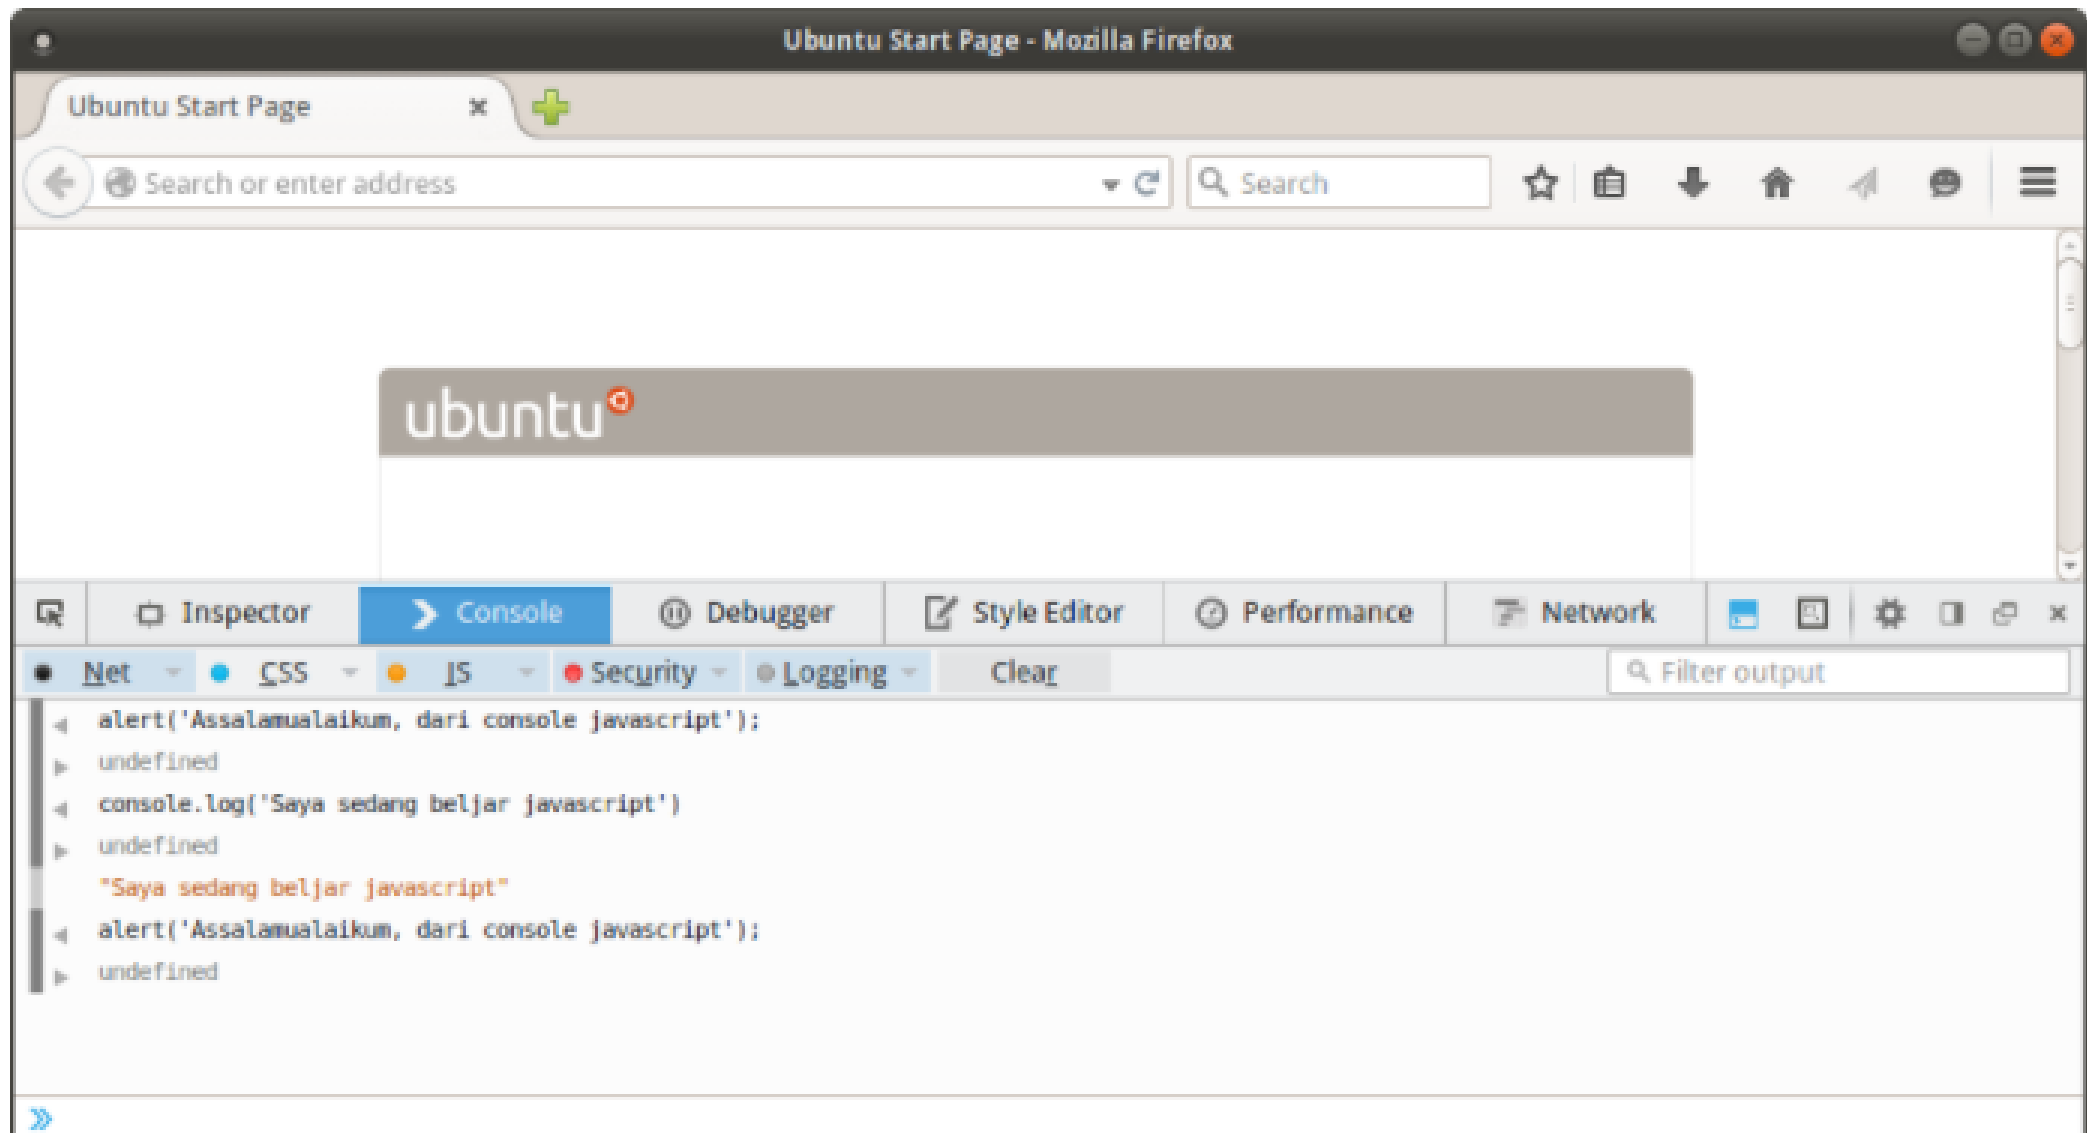 Ubuntu Start Page - Mozilla Firefox
Ubuntu Start Page
Search or enter address
Search
ubuntu
Inspector Console Debugger Style Editor Performance Network
Net CSS JS Security Logging Clear Filter output
alert('Assalamualaikum, dari console javascript');
undefined
console.log('Saya sedang beljar javascript')
undefined
"Saya sedang beljar javascript"
alert('Assalamualaikum, dari console javascript');
undefined